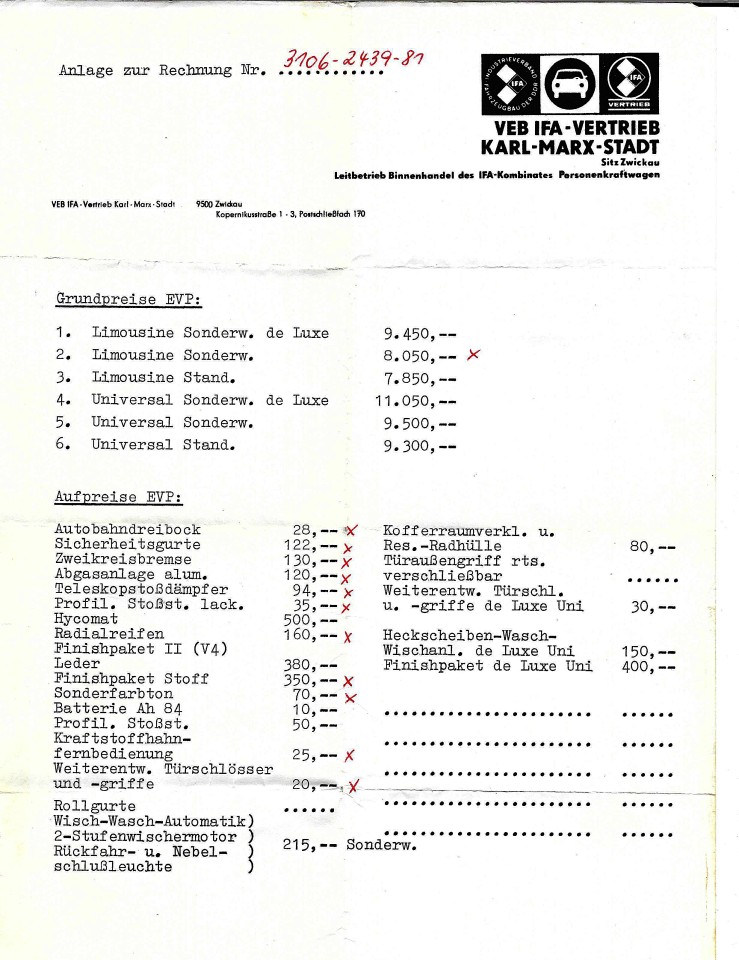 Anlage zur Rechnung Nr. 3106-2439-81
INDUSTRIEVERBAND FAHRZEUGBAU DER DDR
IFA
IFA
VERTRIEB
VEB IFA-VERTRIEB
KARL-MARX-STADT
Sitz Zwickau
Leitbetrieb Binnenhandel des IFA-Kombinates Personenkraftwagen
VEB IFA-Vertrieb Karl-Marx-Stadt 9500 Zwickau
Kopernikusstraße 1 - 3, Postschließfach 190
Grundpreise EVP:
1. Limousine Sonderw. de Luxe 9.450,--
2. Limousine Sonderw. 8.050,-- x
3. Limousine Stand. 7.850,--
4. Universal Sonderw. de Luxe 11.050,--
5. Universal Sonderw. 9.500,--
6. Universal Stand. 9.300,--
Aufpreise EVP:
Autobahndreibock 28,-- x
Sicherheitsgurte 122,-- x
Zweikreisbremse 130,-- x
Abgasanlage alum. 120,-- x
Teleskopstoßdämpfer 94,-- x
Profil. Stoßst. lack. 35,-- x
Hycomat 500,--
Radialreifen 160,-- x
Finishpaket II (V4)
Leder 380,--
Finishpaket Stoff 350,-- x
Sonderfarbton 70,-- x
Batterie Ah 84 10,--
Profil. Stoßst. 50,--
Kraftstoffhahn-
fernbedienung 25,-- x
Weiterentw. Türschlösser
und -griffe 20,-- x
Rollgurte ......
Wisch-Wasch-Automatik)
2-Stufenwischermotor )
Rückfahr- u. Nebel- ) 215,-- Sonderw.
schlußleuchte )
Kofferraumverkl. u.
Res.-Radhülle 80,--
Türaußengriff rts.
verschließbar ......
Weiterentw. Türschl.
u. -griffe de Luxe Uni 30,--
Heckscheiben-Wasch-
Wischanl. de Luxe Uni 150,--
Finishpaket de Luxe Uni 400,--
....................... ......
....................... ......
....................... ......
....................... ......
....................... ......